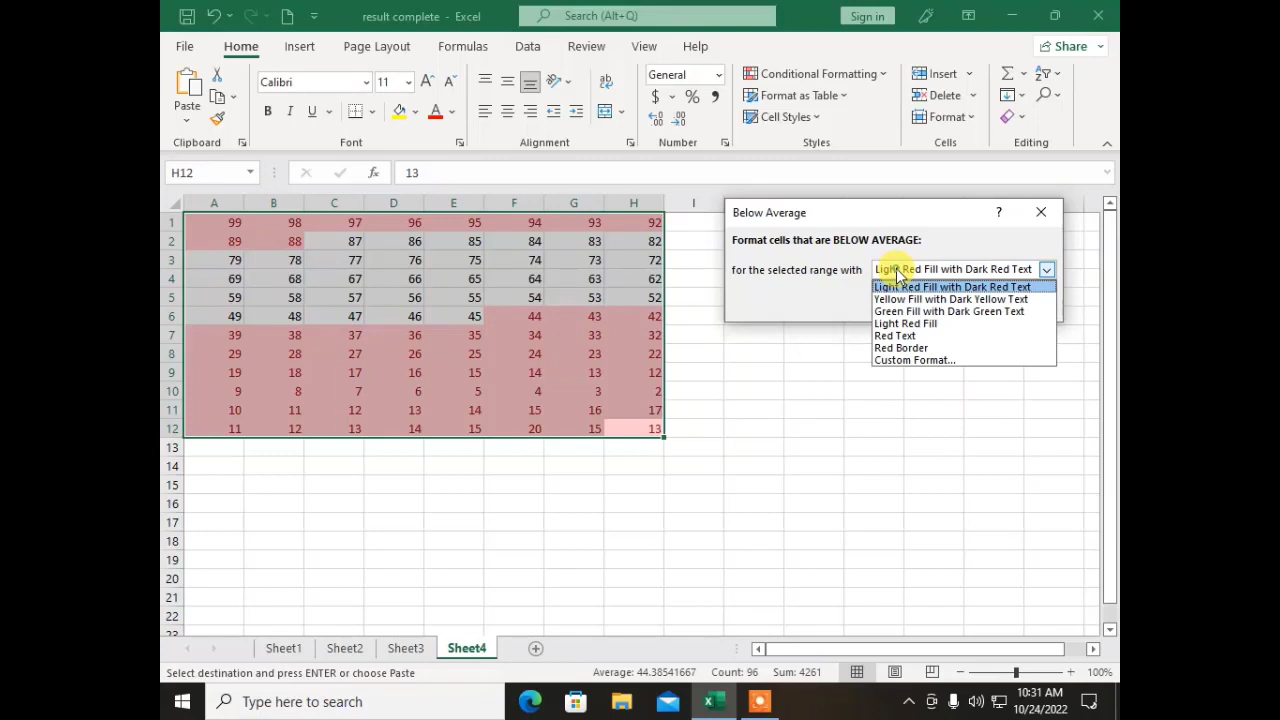 result complete - Excel
Search (Alt+Q)
Sign in
File Home Insert Page Layout Formulas Data Review View Help Share
Paste
Calibri 11
B I U
A A
General
$ % ,
Conditional Formatting
Format as Table
Cell Styles
Insert
Delete
Format
Clipboard Font Alignment Number Styles Cells Editing
H12 fx 13
A B C D E F G H I
1 99 98 97 96 95 94 93 92
2 89 88 87 86 85 84 83 82
3 79 78 77 76 75 74 73 72
4 69 68 67 66 65 64 63 62
5 59 58 57 56 55 54 53 52
6 49 48 47 46 45 44 43 42
7 39 38 37 36 35 34 33 32
8 29 28 27 26 25 24 23 22
9 19 18 17 16 15 14 13 12
10 9 8 7 6 5 4 3 2
11 10 11 12 13 14 15 16 17
12 11 12 13 14 15 20 15 13
13
14
15
16
17
18
19
20
21
22
23
Below Average ?
Format cells that are BELOW AVERAGE:
for the selected range with Light Red Fill with Dark Red Text
Light Red Fill with Dark Red Text
Yellow Fill with Dark Yellow Text
Green Fill with Dark Green Text
Light Red Fill
Red Text
Red Border
Custom Format...
Sheet1 Sheet2 Sheet3 Sheet4
Select destination and press ENTER or choose Paste Average: 44.38541667 Count: 96 Sum: 4261 100%
Type here to search
10:31 AM
10/24/2022